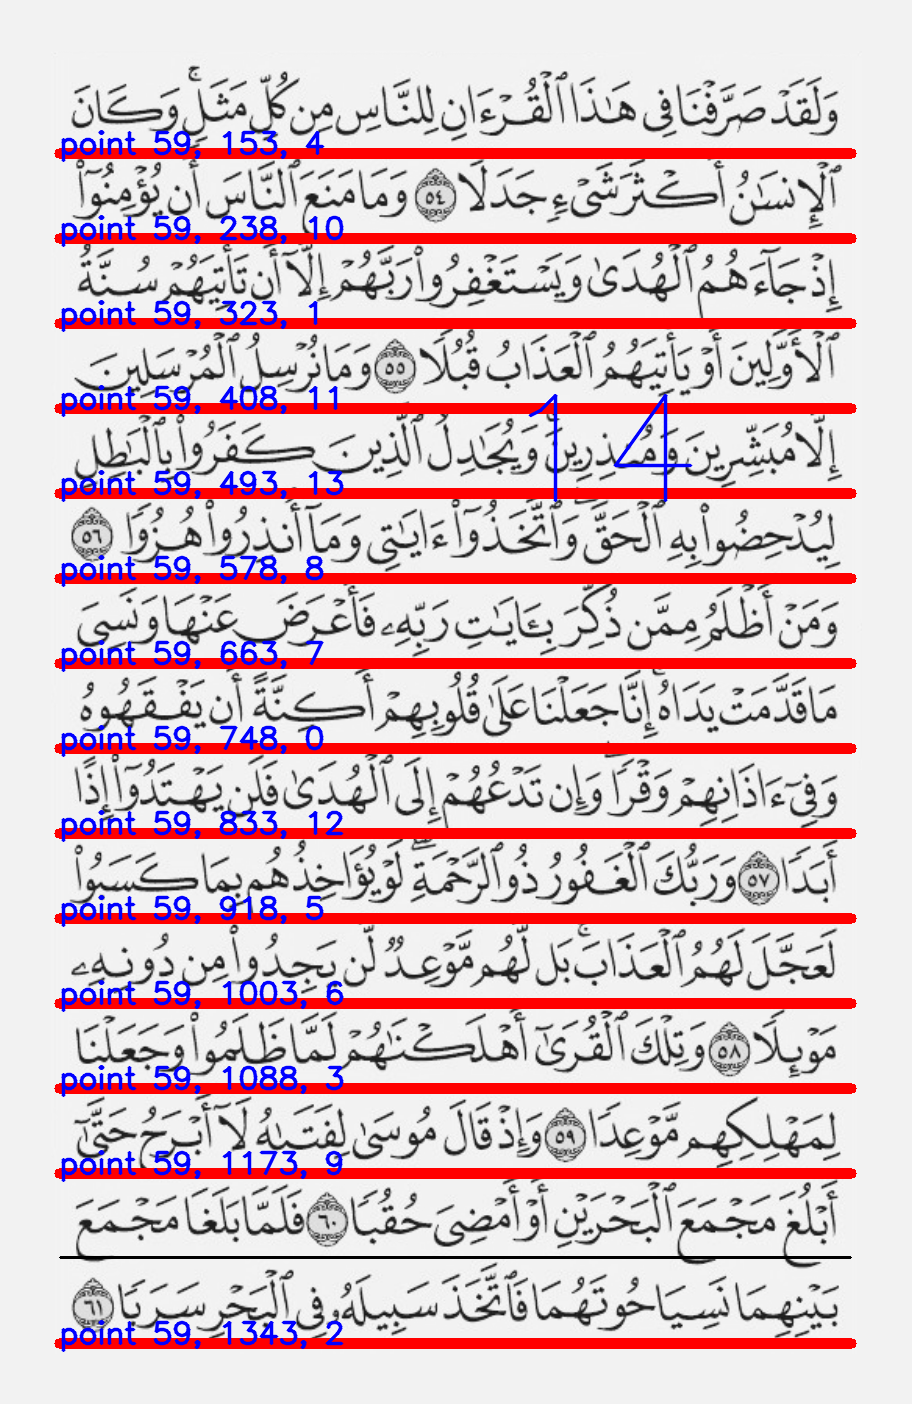 وَلَقَدْ صَرَّفْنَا فِى هَٰذَا ٱلْقُرْءَانِ لِلنَّاسِ مِن كُلِّ مَثَلٍ ۚ وَكَانَ
point 59, 153, 4
ٱلْإِنسَٰنُ أَكْثَرَ شَىْءٍ جَدَلًا ٥٤ وَمَا مَنَعَ ٱلنَّاسَ أَن يُؤْمِنُوٓا۟
point 59, 238, 10
إِذْ جَآءَهُمُ ٱلْهُدَىٰ وَيَسْتَغْفِرُوا۟ رَبَّهُمْ إِلَّآ أَن تَأْتِيَهُمْ سُنَّةُ
point 59, 323, 1
ٱلْأَوَّلِينَ أَوْ يَأْتِيَهُمُ ٱلْعَذَابُ قُبُلًا ٥٥ وَمَا نُرْسِلُ ٱلْمُرْسَلِينَ
point 59, 408, 11
إِلَّا مُبَشِّرِينَ وَمُنذِرِينَ ۚ وَيُجَٰدِلُ ٱلَّذِينَ كَفَرُوا۟ بِٱلْبَٰطِلِ
14
point 59, 493, 13
لِيُدْحِضُوا۟ بِهِ ٱلْحَقَّ ۖ وَٱتَّخَذُوٓا۟ ءَايَٰتِى وَمَآ أُنذِرُوا۟ هُزُوًا ٥٦
point 59, 578, 8
وَمَنْ أَظْلَمُ مِمَّن ذُكِّرَ بِـَٔايَٰتِ رَبِّهِۦ فَأَعْرَضَ عَنْهَا وَنَسِىَ
point 59, 663, 7
مَا قَدَّمَتْ يَدَاهُ ۚ إِنَّا جَعَلْنَا عَلَىٰ قُلُوبِهِمْ أَكِنَّةً أَن يَفْقَهُوهُ
point 59, 748, 0
وَفِىٓ ءَاذَانِهِمْ وَقْرًا ۖ وَإِن تَدْعُهُمْ إِلَى ٱلْهُدَىٰ فَلَن يَهْتَدُوٓا۟ إِذًا
point 59, 833, 12
أَبَدًا ٥٧ وَرَبُّكَ ٱلْغَفُورُ ذُو ٱلرَّحْمَةِ ۖ لَوْ يُؤَاخِذُهُم بِمَا كَسَبُوا۟
point 59, 918, 5
لَعَجَّلَ لَهُمُ ٱلْعَذَابَ ۚ بَل لَّهُم مَّوْعِدٌ لَّن يَجِدُوا۟ مِن دُونِهِۦ
point 59, 1003, 6
مَوْئِلًا ٥٨ وَتِلْكَ ٱلْقُرَىٰٓ أَهْلَكْنَٰهُمْ لَمَّا ظَلَمُوا۟ وَجَعَلْنَا
point 59, 1088, 3
لِمَهْلِكِهِم مَّوْعِدًا ٥٩ وَإِذْ قَالَ مُوسَىٰ لِفَتَىٰهُ لَآ أَبْرَحُ حَتَّىٰٓ
point 59, 1173, 9
أَبْلُغَ مَجْمَعَ ٱلْبَحْرَيْنِ أَوْ أَمْضِىَ حُقُبًا ٦٠ فَلَمَّا بَلَغَا مَجْمَعَ
بَيْنِهِمَا نَسِيَا حُوتَهُمَا فَٱتَّخَذَ سَبِيلَهُۥ فِى ٱلْبَحْرِ سَرَبًا ٦١
point 59, 1343, 2